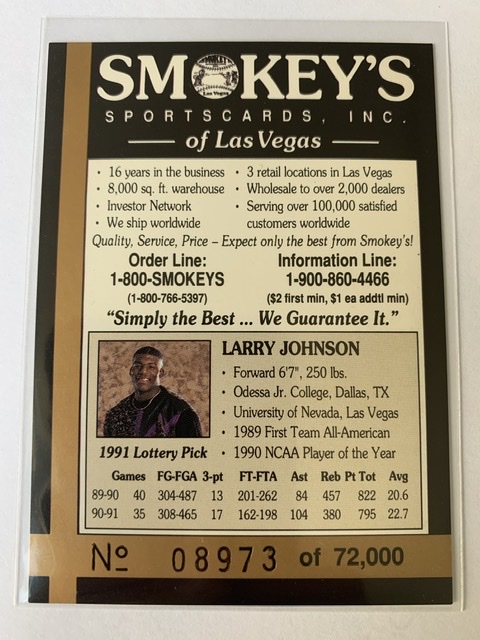 SMOKEY'S
SPORTSCARDS, INC.
of Las Vegas
• 16 years in the business
• 8,000 sq. ft. warehouse
• Investor Network
• We ship worldwide
• 3 retail locations in Las Vegas
• Wholesale to over 2,000 dealers
• Serving over 100,000 satisfied
customers worldwide
Quality, Service, Price – Expect only the best from Smokey's!
Order Line:
1-800-SMOKEYS
(1-800-766-5397)
Information Line:
1-900-860-4466
($2 first min, $1 ea addtl min)
"Simply the Best ... We Guarantee It."
1991 Lottery Pick
LARRY JOHNSON
• Forward 6'7", 250 lbs.
• Odessa Jr. College, Dallas, TX
• University of Nevada, Las Vegas
• 1989 First Team All-American
• 1990 NCAA Player of the Year
Games FG-FGA 3-pt FT-FTA Ast Reb Pt Tot Avg
89-90 40 304-487 13 201-262 84 457 822 20.6
90-91 35 308-465 17 162-198 104 380 795 22.7
Nº 08973 of 72,000